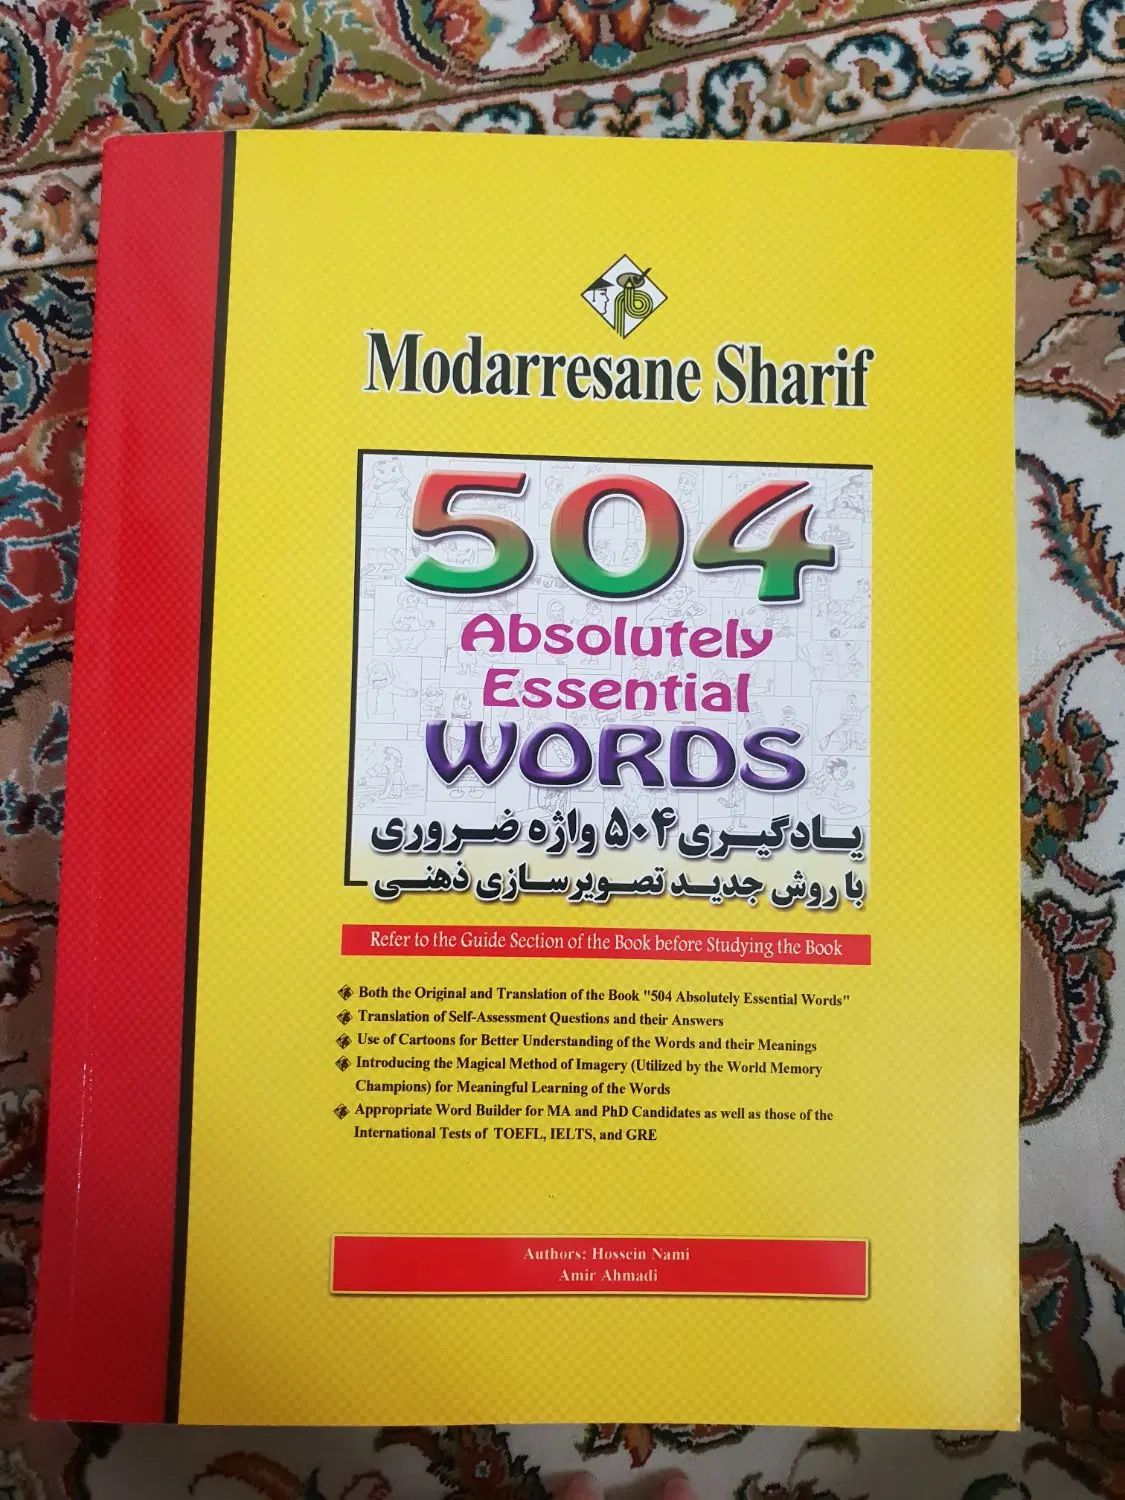 Modarresane Sharif
504
Absolutely
Essential
WORDS
یادگیری ۵۰۴ واژه ضروری
با روش جدید تصویرسازی ذهنی
Refer to the Guide Section of the Book before Studying the Book
Both the Original and Translation of the Book "504 Absolutely Essential Words"
Translation of Self-Assessment Questions and their Answers
Use of Cartoons for Better Understanding of the Words and their Meanings
Introducing the Magical Method of Imagery (Utilized by the World Memory
Champions) for Meaningful Learning of the Words
Appropriate Word Builder for MA and PhD Candidates as well as those of the
International Tests of TOEFL, IELTS, and GRE
Authors: Hossein Nami
Amir Ahmadi